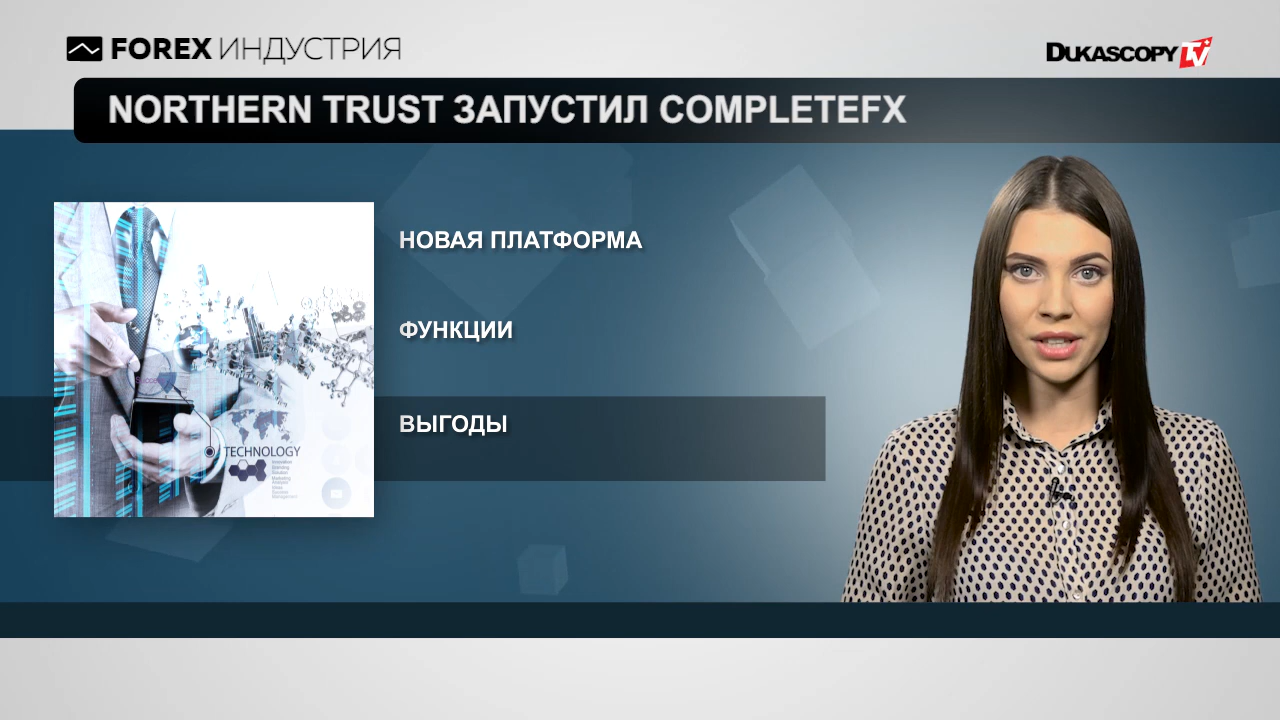 FOREX ИНДУСТРИЯ
DUKASCOPY TV
NORTHERN TRUST ЗАПУСТИЛ COMPLETEFX
НОВАЯ ПЛАТФОРМА
ФУНКЦИИ
ВЫГОДЫ
TECHNOLOGY